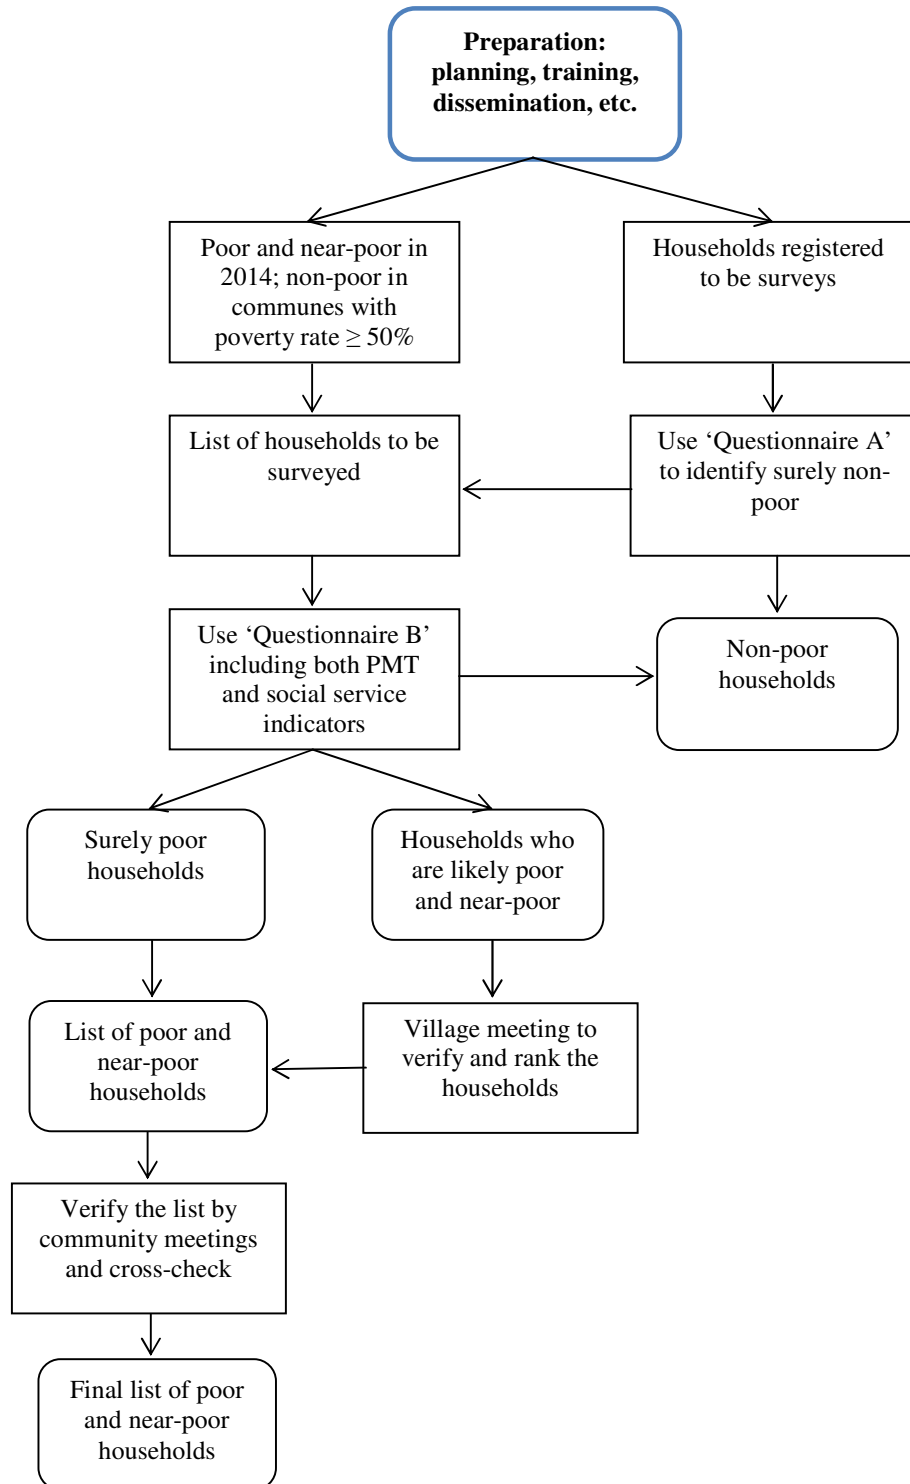 Preparation:
planning, training,
dissemination, etc.
Poor and near-poor in
2014; non-poor in
communes with
poverty rate ≥ 50%
Households registered
to be surveys
List of households to be
surveyed
Use ‘Questionnaire A’
to identify surely non-
poor
Use ‘Questionnaire B’
including both PMT
and social service
indicators
Non-poor
households
Surely poor
households
Households who
are likely poor
and near-poor
List of poor and
near-poor
households
Village meeting to
verify and rank the
households
Verify the list by
community meetings
and cross-check
Final list of poor
and near-poor
households